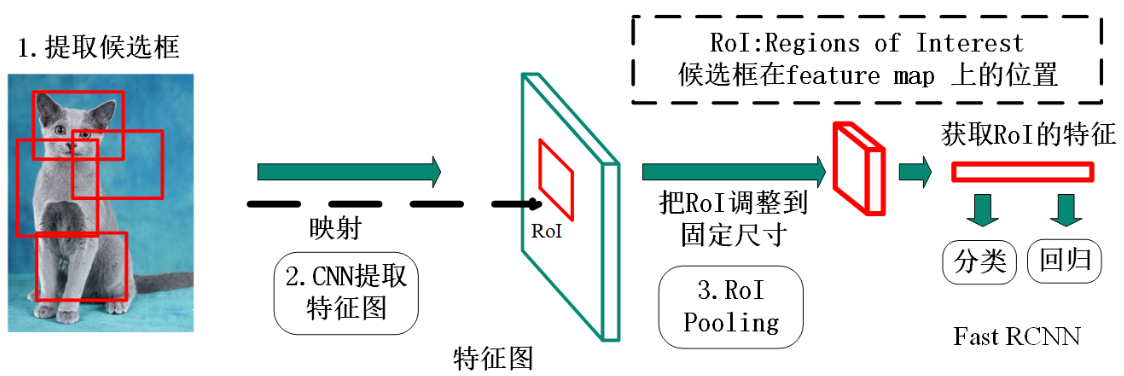 1.提取候选框
RoI:Regions of Interest
候选框在feature map 上的位置
映射
2.CNN提取
特征图
RoI
特征图
把RoI调整到
固定尺寸
3.RoI
Pooling
获取RoI的特征
分类
回归
Fast RCNN